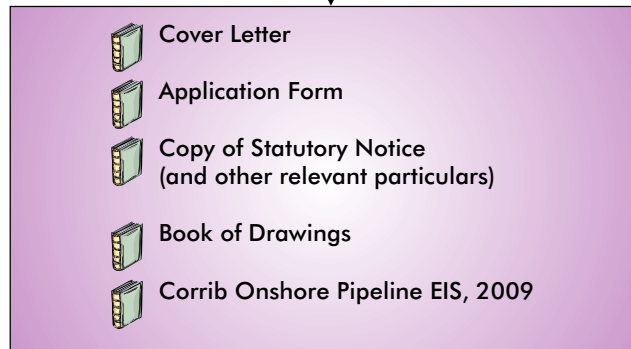 Cover Letter
Application Form
Copy of Statutory Notice
(and other relevant particulars)
Book of Drawings
Corrib Onshore Pipeline EIS, 2009